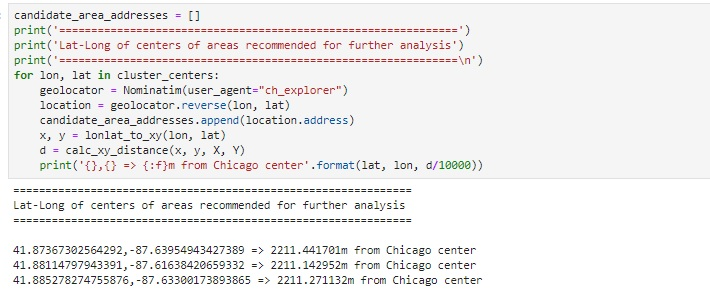 candidate_area_addresses = []
print('==============================================================')
print('Lat-Long of centers of areas recommended for further analysis')
print('==============================================================\n')
for lon, lat in cluster_centers:
    geolocator = Nominatim(user_agent="ch_explorer")
    location = geolocator.reverse(lon, lat)
    candidate_area_addresses.append(location.address)
    x, y = lonlat_to_xy(lon, lat)
    d = calc_xy_distance(x, y, X, Y)
    print('{},{} => {:f}m from Chicago center'.format(lat, lon, d/10000))
==============================================================
Lat-Long of centers of areas recommended for further analysis
==============================================================
41.87367302564292,-87.63954943427389 => 2211.441701m from Chicago center
41.88114797943391,-87.61638420659332 => 2211.142952m from Chicago center
41.885278274755876,-87.63300173893865 => 2211.271132m from Chicago center